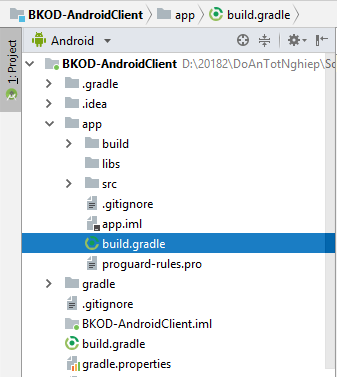 BKOD-AndroidClient app build.gradle
1: Project
Android
BKOD-AndroidClient D:\20182\DoAnTotNghiep\So
.gradle
.idea
app
build
libs
src
.gitignore
app.iml
build.gradle
proguard-rules.pro
gradle
.gitignore
BKOD-AndroidClient.iml
build.gradle
gradle.properties